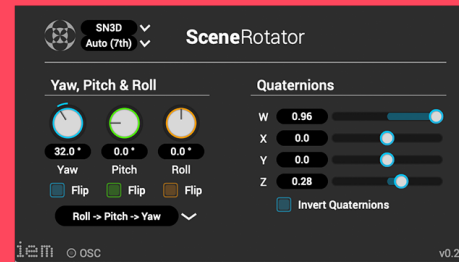 SN3D
Auto (7th)
SceneRotator
Yaw, Pitch & Roll
Quaternions
W 0.96
X 0.0
Y 0.0
Z 0.28
32.0 ° 0.0 ° 0.0 °
Yaw Pitch Roll
Flip Flip Flip
Invert Quaternions
Roll -> Pitch -> Yaw
iem OSC
v0.2